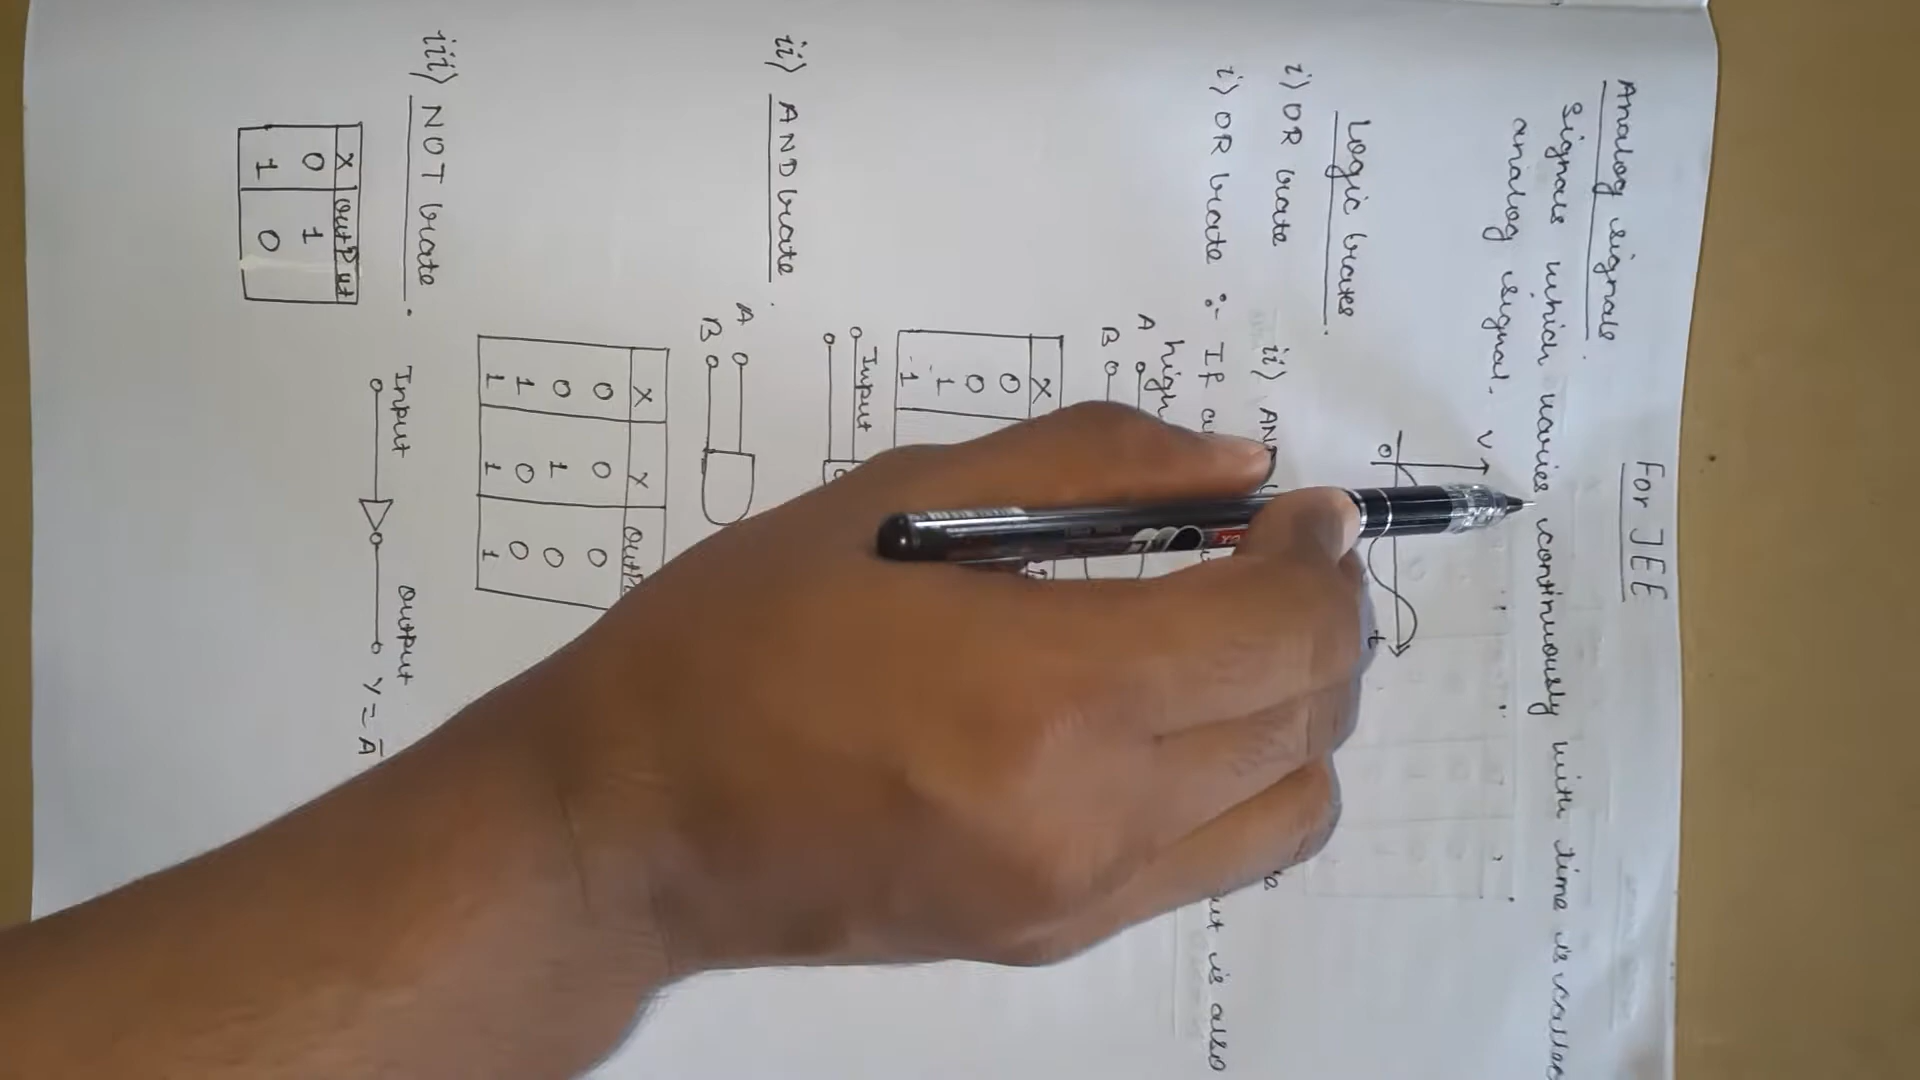 For JEE
Analog signals
Signals which varies continuously with time is called
analog signal.
V
0
t
Logic Gates
i) OR Gate ii) AND
i) OR Gate :- IF
high
A
B
X
0
0
1
1
Input
ii) AND Gate
A
B
X X
0 0 0
0 1 0
1 0 0
1 1 1
iii) NOT Gate
Input output Y = Ā
X output
0 1
1 0
is also